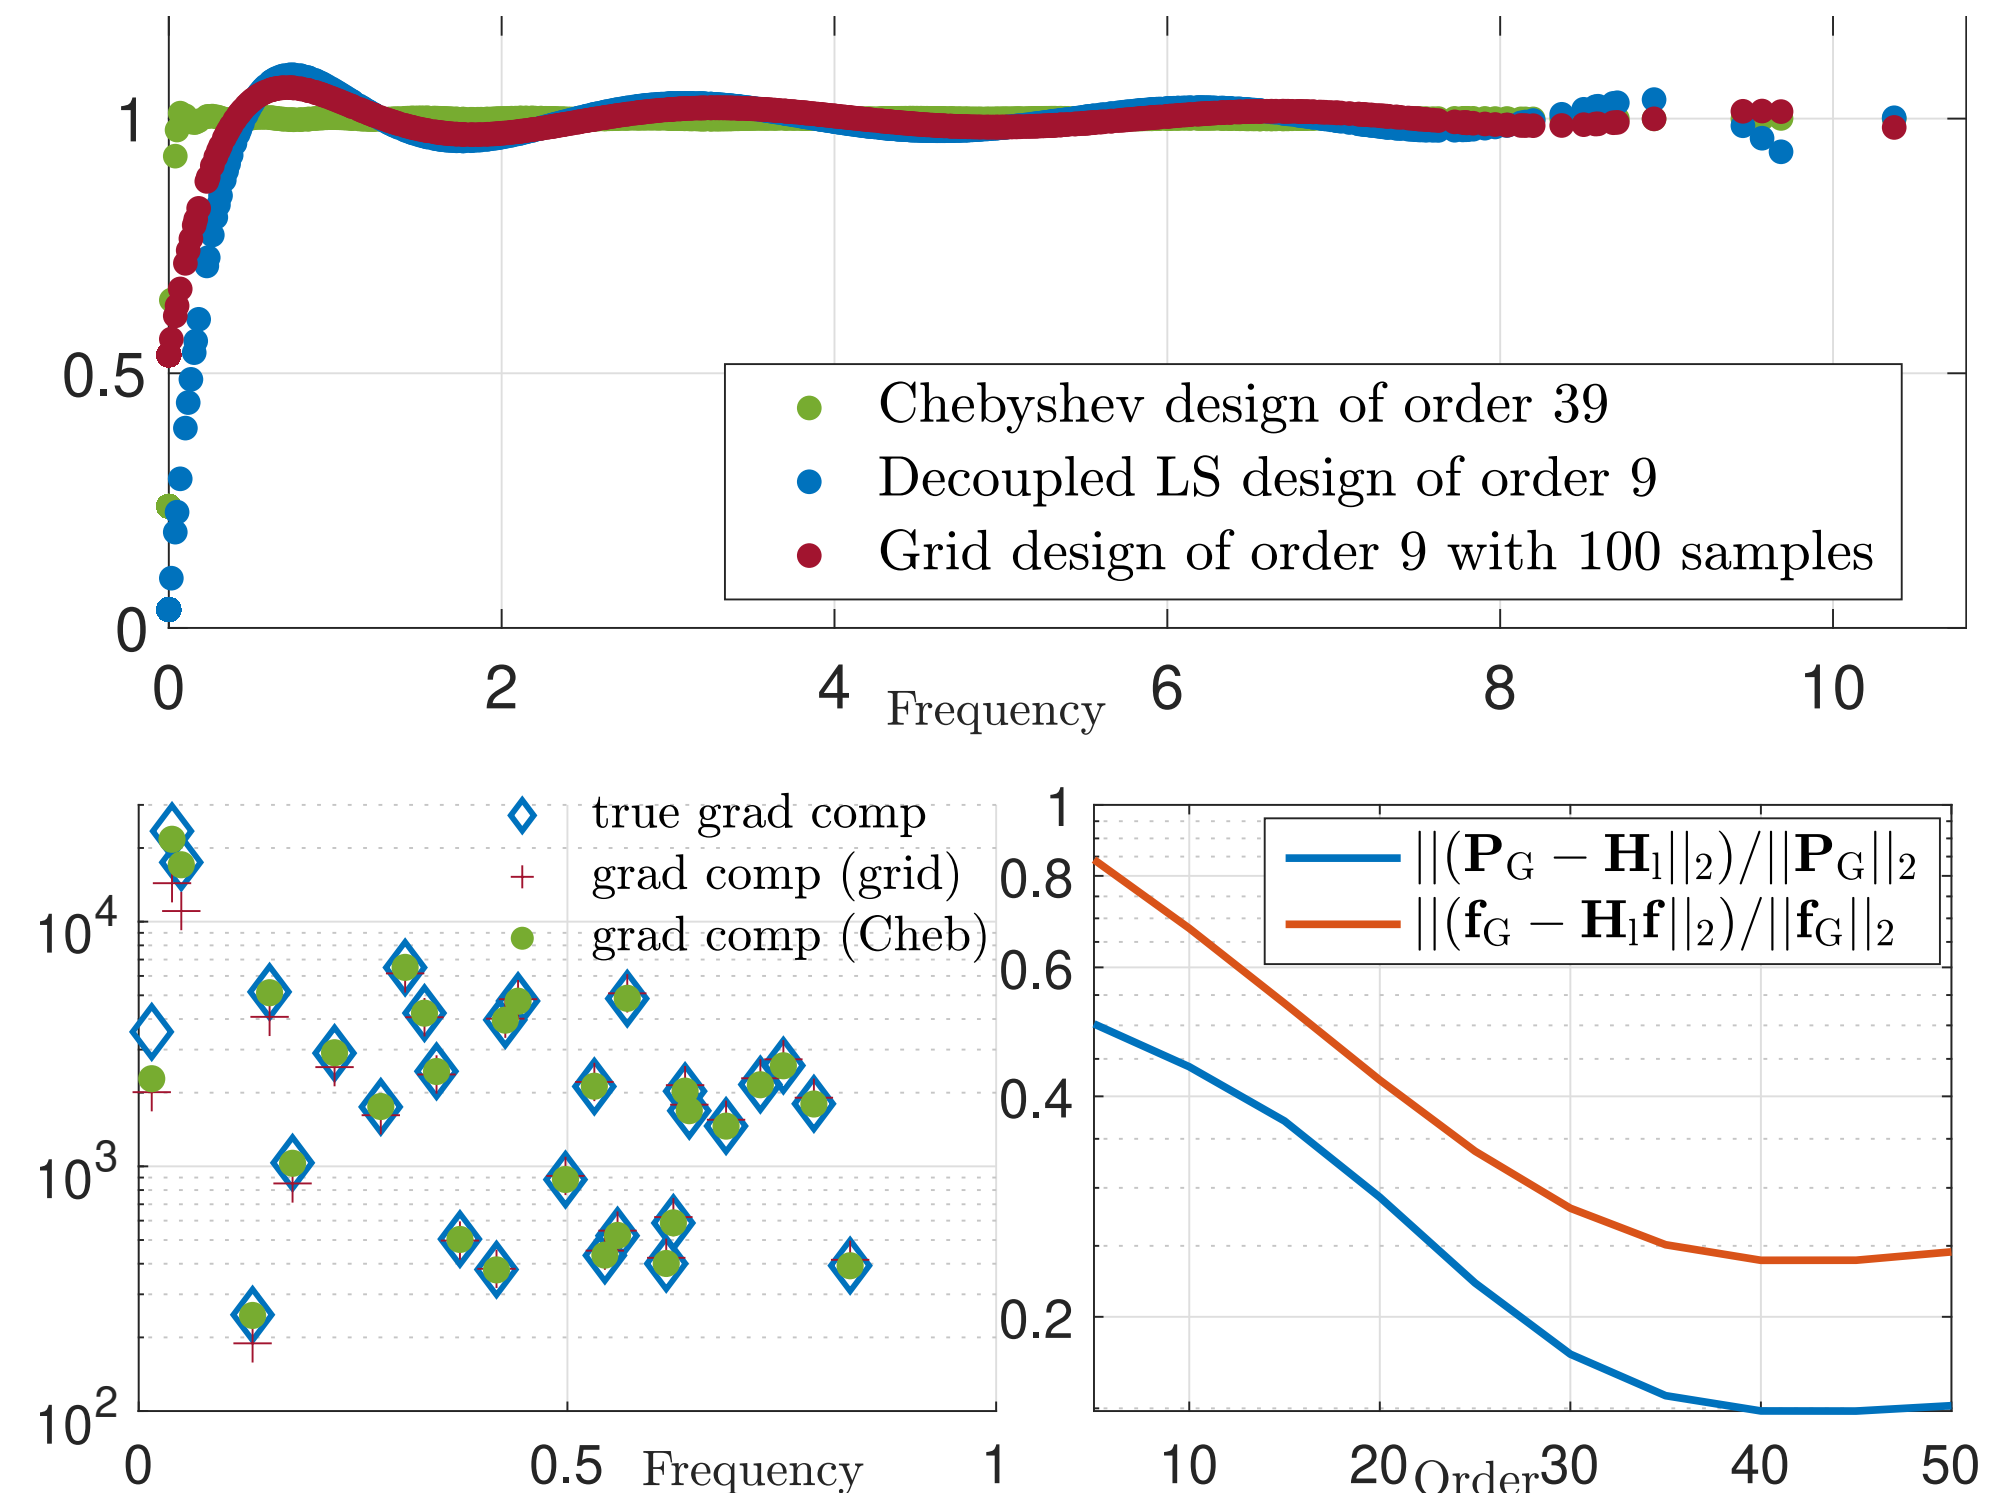 1
0.5
0
0 2 4 6 8 10
Frequency
Chebyshev design of order 39
Decoupled LS design of order 9
Grid design of order 9 with 100 samples
true grad comp
grad comp (grid)
grad comp (Cheb)
10^4
10^3
10^2
0 0.5 1
Frequency
1
0.8
0.6
0.4
0.2
||(P_G − H_l||_2)/||P_G||_2
||(f_G − H_l f||_2)/||f_G||_2
10 20 30 40 50
Order